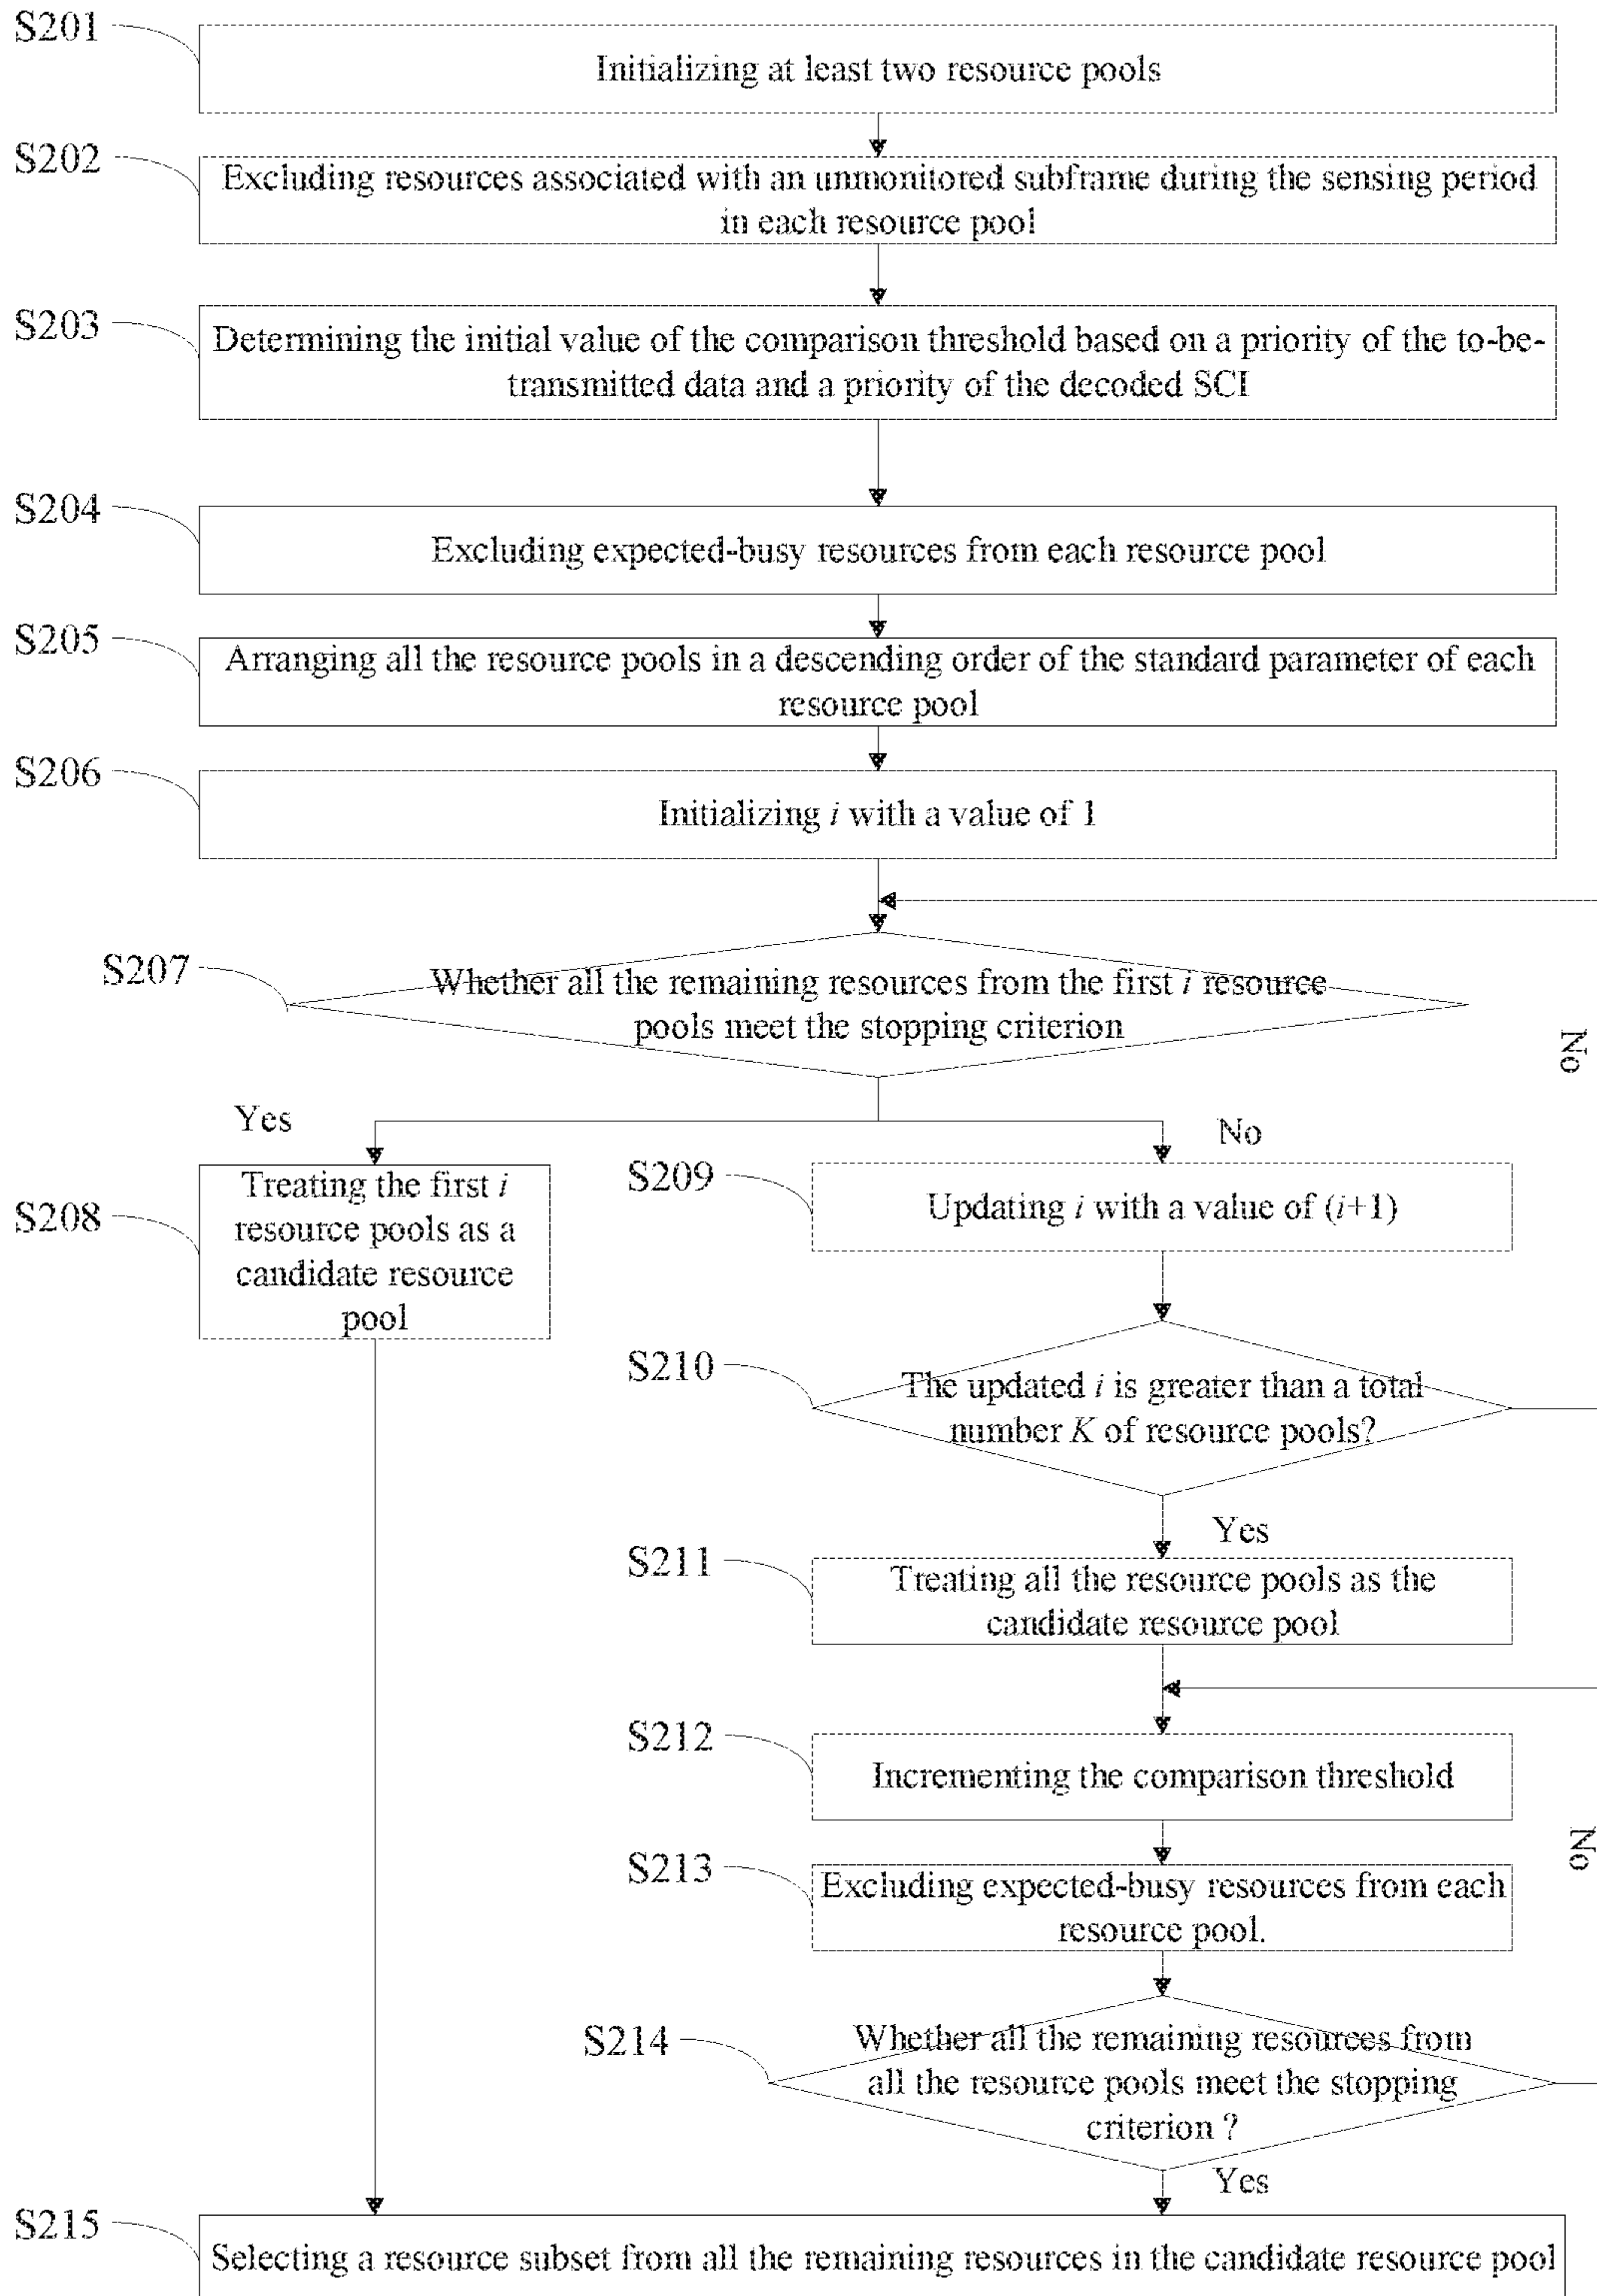 S201
Initializing at least two resource pools
S202
Excluding resources associated with an unmonitored subframe during the sensing period
in each resource pool
S203
Determining the initial value of the comparison threshold based on a priority of the to-be-
transmitted data and a priority of the decoded SCI
S204
Excluding expected-busy resources from each resource pool
S205
Arranging all the resource pools in a descending order of the standard parameter of each
resource pool
S206
Initializing i with a value of 1
S207
Whether all the remaining resources from the first i resource
pools meet the stopping criterion
No
Yes
No
S208
Treating the first i
resource pools as a
candidate resource
pool
S209
Updating i with a value of (i+1)
S210
The updated i is greater than a total
number K of resource pools?
Yes
S211
Treating all the resource pools as the
candidate resource pool
S212
Incrementing the comparison threshold
No
S213
Excluding expected-busy resources from each
resource pool.
S214
Whether all the remaining resources from
all the resource pools meet the stopping
criterion ?
Yes
S215
Selecting a resource subset from all the remaining resources in the candidate resource pool